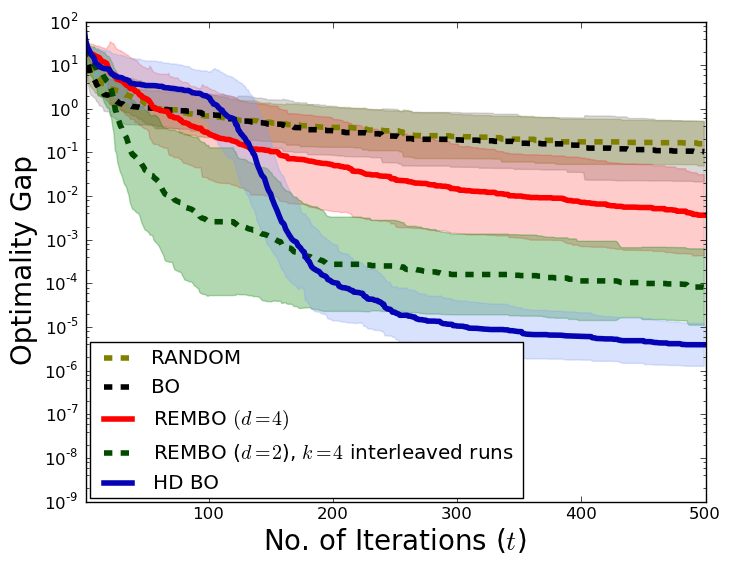 Optimality Gap
10^2
10^1
10^0
10^-1
10^-2
10^-3
10^-4
10^-5
10^-6
10^-7
10^-8
10^-9
RANDOM
BO
REMBO (d=4)
REMBO (d=2), k=4 interleaved runs
HD BO
100 200 300 400 500
No. of Iterations (t)